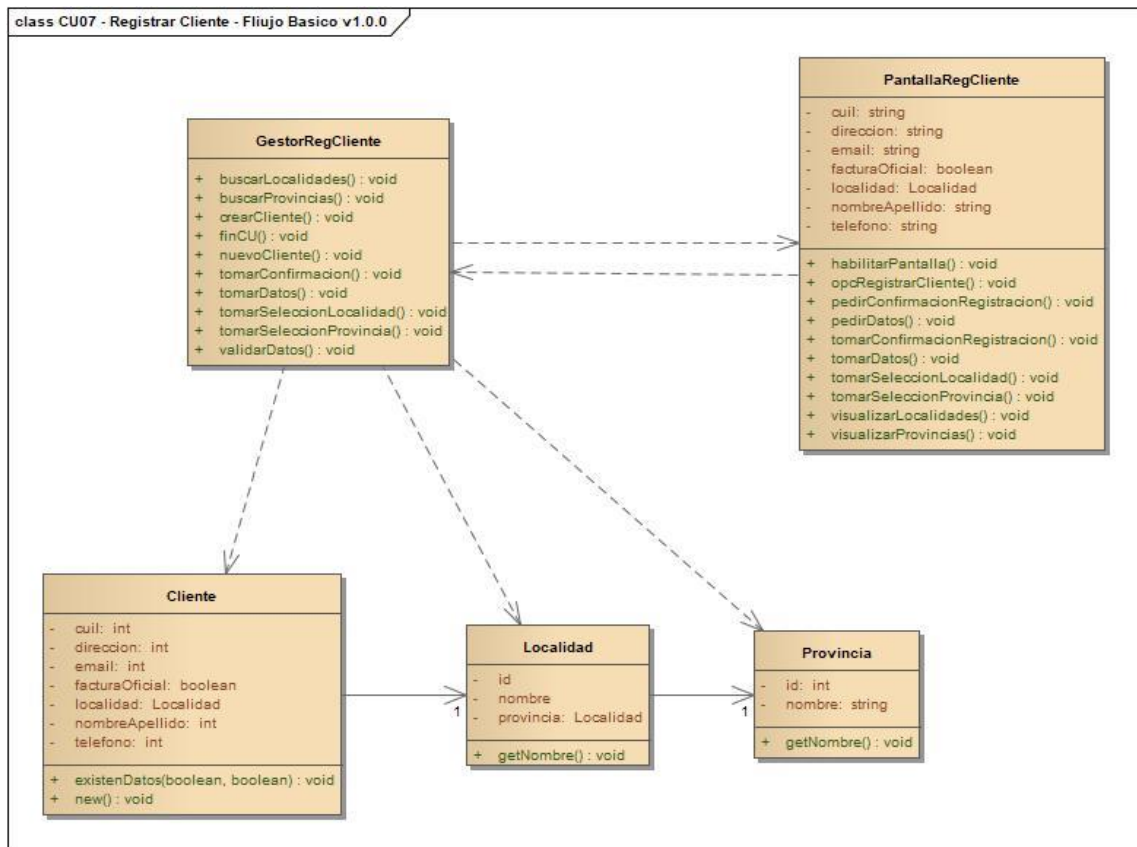 class CU07 - Registrar Cliente - Fliujo Basico v1.0.0
PantallaRegCliente
- cuil: string
- direccion: string
- email: string
- facturaOficial: boolean
- localidad: Localidad
- nombreApellido: string
- telefono: string
+ habilitarPantalla() : void
+ opcRegistrarCliente() : void
+ pedirConfirmacionRegistracion() : void
+ pedirDatos() : void
+ tomarConfirmacionRegistracion() : void
+ tomarDatos() : void
+ tomarSeleccionLocalidad() : void
+ tomarSeleccionProvincia() : void
+ visualizarLocalidades() : void
+ visualizarProvincias() : void
GestorRegCliente
+ buscarLocalidades() : void
+ buscarProvincias() : void
+ crearCliente() : void
+ finCU() : void
+ nuevoCliente() : void
+ tomarConfirmacion() : void
+ tomarDatos() : void
+ tomarSeleccionLocalidad() : void
+ tomarSeleccionProvincia() : void
+ validarDatos() : void
Cliente
- cuil: int
- direccion: int
- email: int
- facturaOficial: boolean
- localidad: Localidad
- nombreApellido: int
- telefono: int
+ existenDatos(boolean, boolean) : void
+ new() : void
1
Localidad
- id
- nombre
- provincia: Localidad
+ getNombre() : void
1
Provincia
- id: int
- nombre: string
+ getNombre() : void